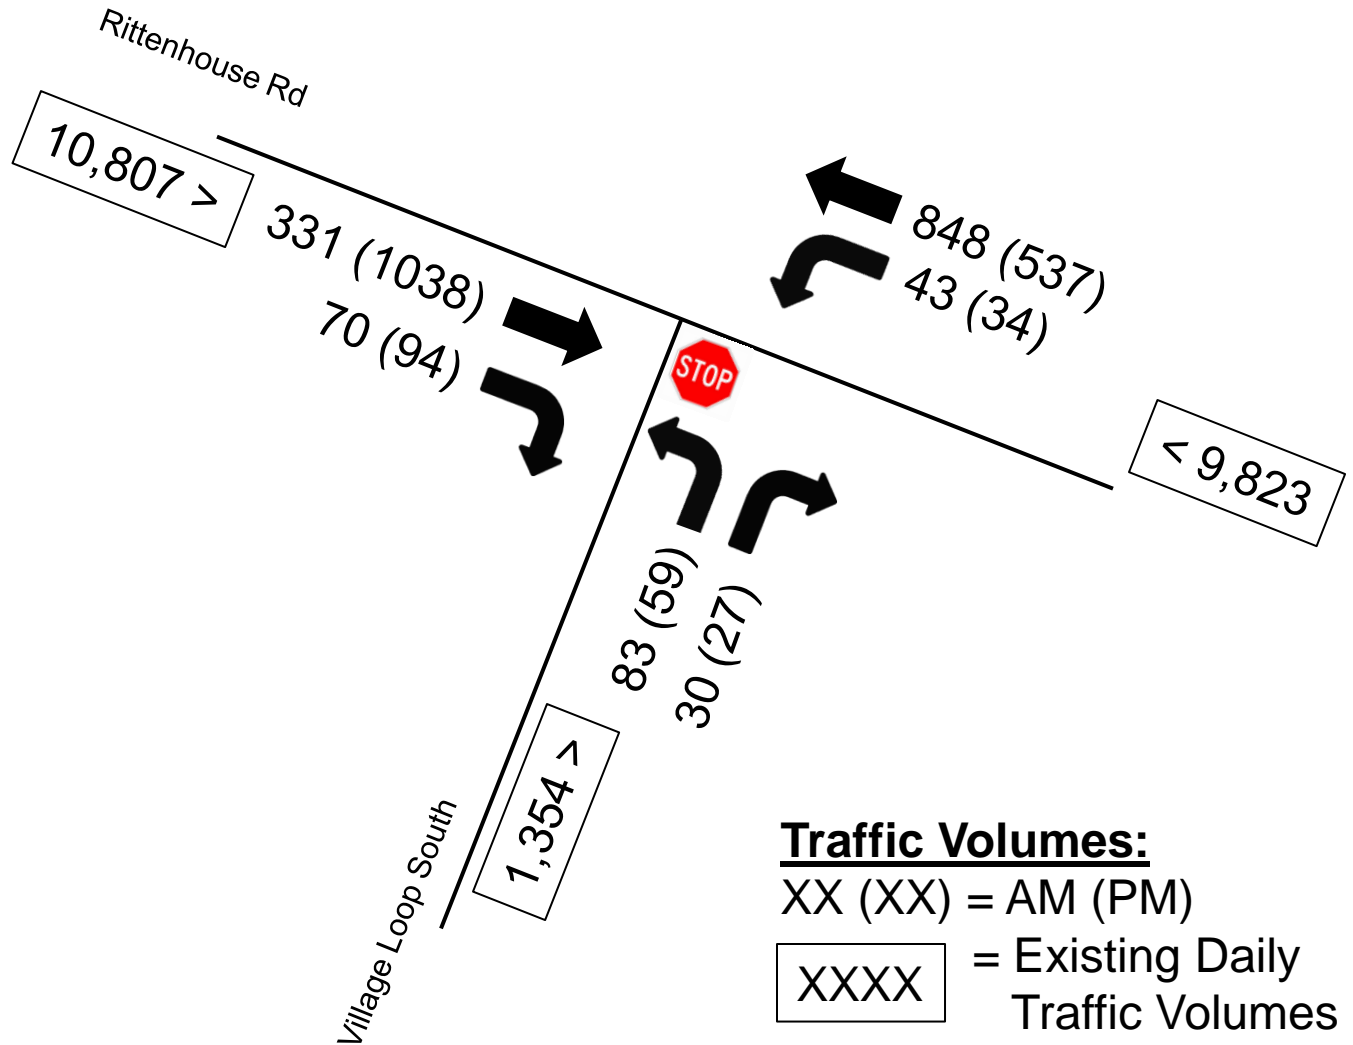 Rittenhouse Rd
10,807 >
331 (1038)
70 (94)
848 (537)
43 (34)
STOP
< 9,823
83 (59)
30 (27)
1,354 >
Village Loop South
Traffic Volumes:
XX (XX) = AM (PM)
XXXX = Existing Daily
Traffic Volumes